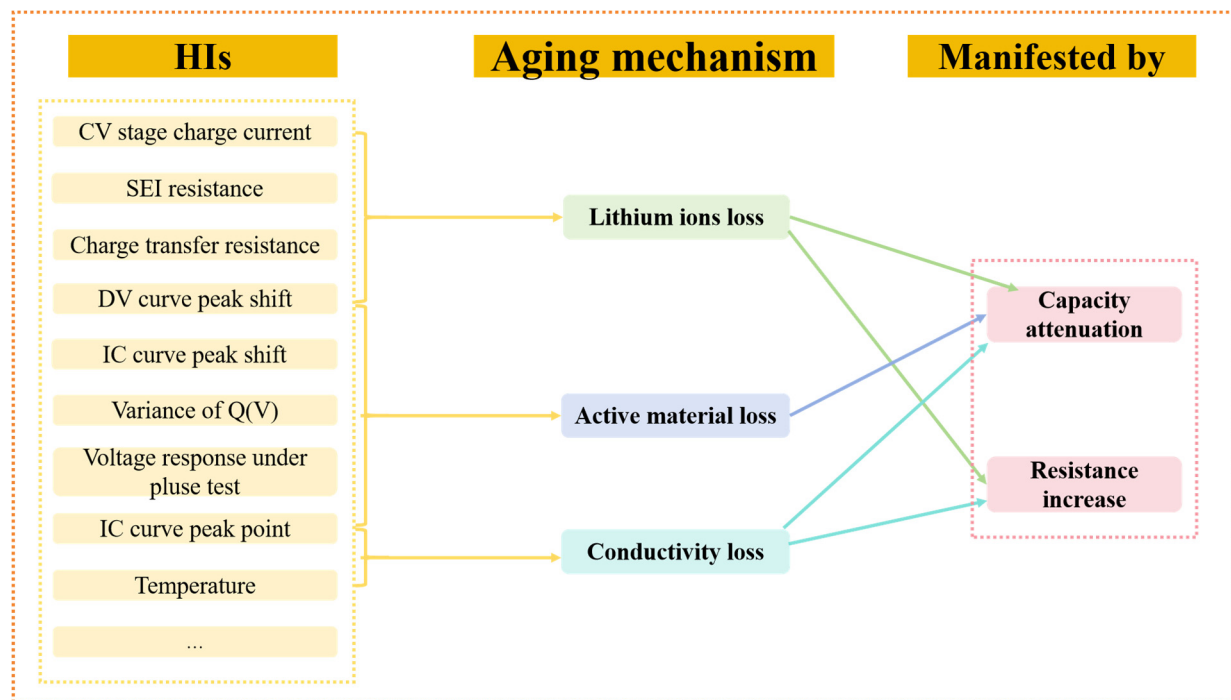 HIs
Aging mechanism
Manifested by
CV stage charge current
SEI resistance
Charge transfer resistance
DV curve peak shift
IC curve peak shift
Variance of Q(V)
Voltage response under
pluse test
IC curve peak point
Temperature
...
Lithium ions loss
Active material loss
Conductivity loss
Capacity
attenuation
Resistance
increase